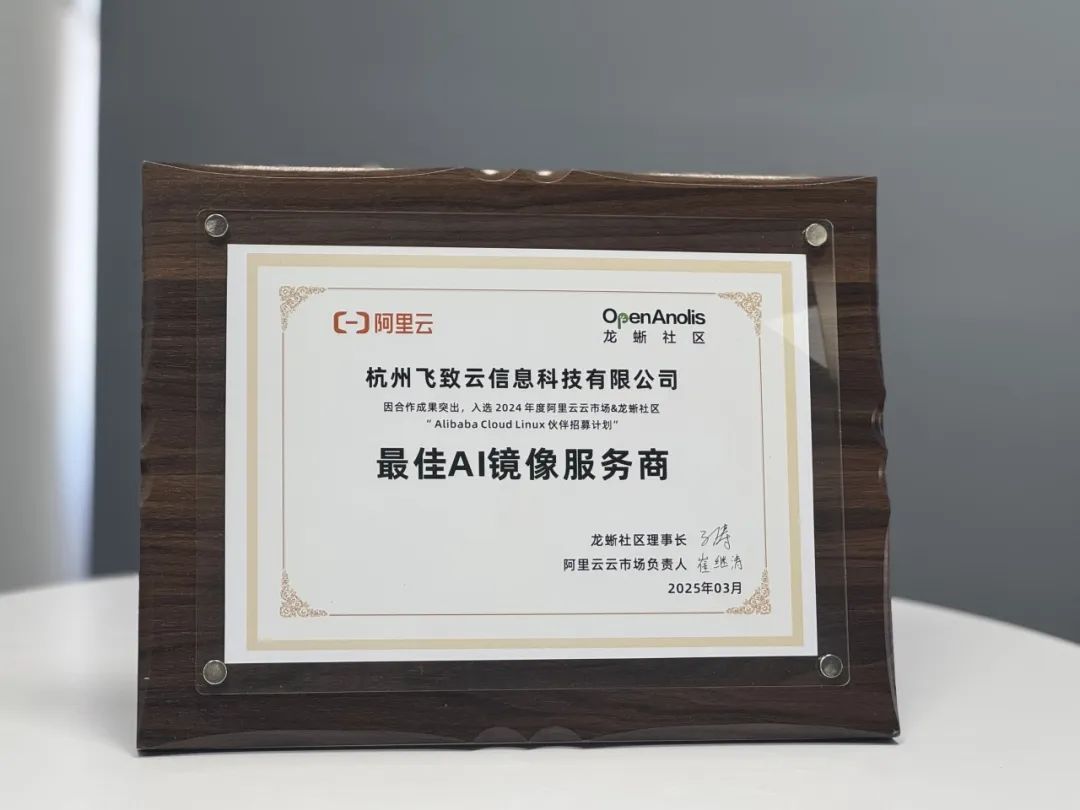 阿里云
OpenAnolis
龙蜥社区
杭州飞致云信息科技有限公司
因合作成果突出，入选 2024 年度阿里云云市场&龙蜥社区
“Alibaba Cloud Linux 伙伴招募计划”
最佳AI镜像服务商
龙蜥社区理事长
阿里云云市场负责人 崔继清
2025年03月